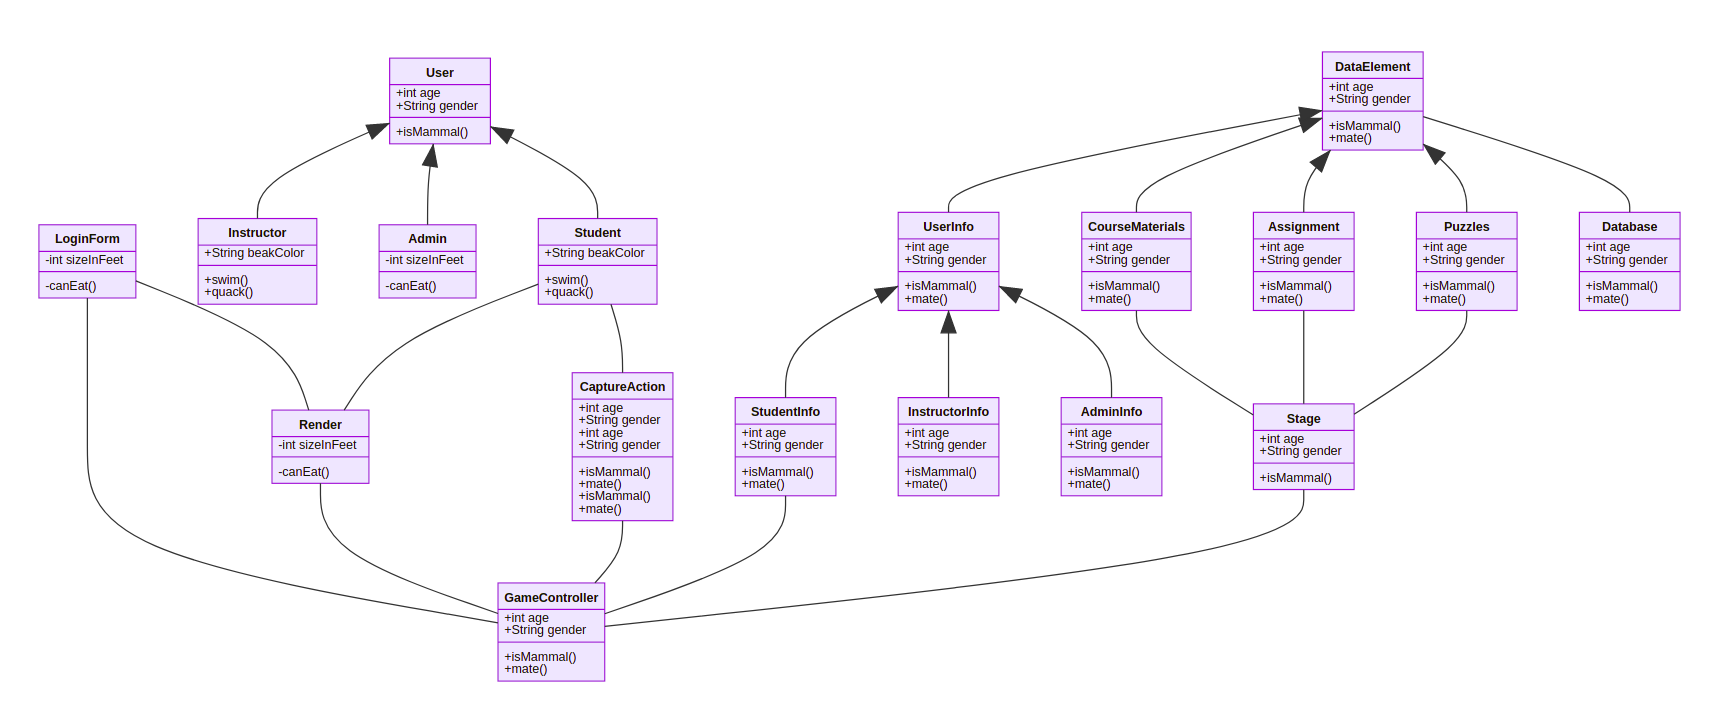 User
+int age
+String gender
+isMammal()
DataElement
+int age
+String gender
+isMammal()
+mate()
LoginForm
-int sizeInFeet
-canEat()
Instructor
+String beakColor
+swim()
+quack()
Admin
-int sizeInFeet
-canEat()
Student
+String beakColor
+swim()
+quack()
UserInfo
+int age
+String gender
+isMammal()
+mate()
CourseMaterials
+int age
+String gender
+isMammal()
+mate()
Assignment
+int age
+String gender
+isMammal()
+mate()
Puzzles
+int age
+String gender
+isMammal()
+mate()
Database
+int age
+String gender
+isMammal()
+mate()
Render
-int sizeInFeet
-canEat()
CaptureAction
+int age
+String gender
+int age
+String gender
+isMammal()
+mate()
+isMammal()
+mate()
StudentInfo
+int age
+String gender
+isMammal()
+mate()
InstructorInfo
+int age
+String gender
+isMammal()
+mate()
AdminInfo
+int age
+String gender
+isMammal()
+mate()
Stage
+int age
+String gender
+isMammal()
GameController
+int age
+String gender
+isMammal()
+mate()